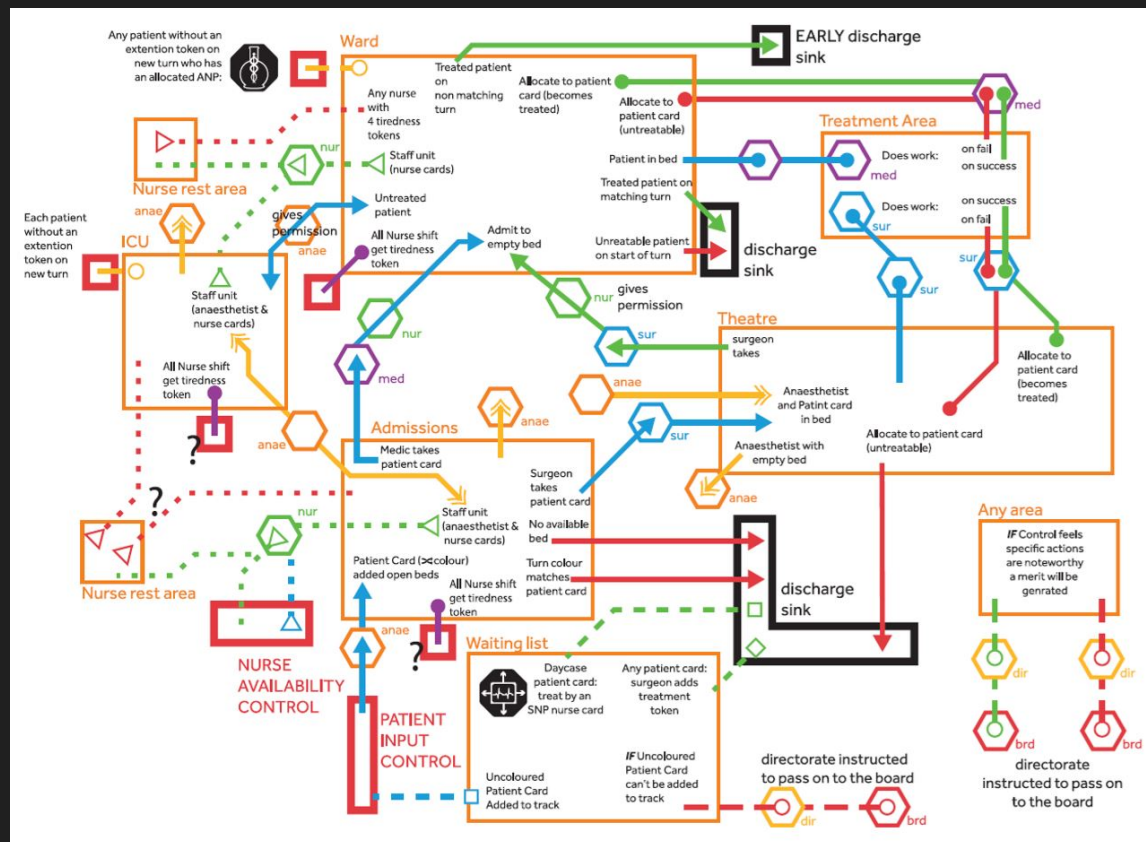 Any patient without an
extention token on
new turn who has
an allocated ANP:
Ward
Treated patient
on
non matching
turn
Allocate to patient
card (becomes
treated)
EARLY discharge
sink
Any nurse
with
4 tiredness
tokens
Allocate to
patient card
(untreatable)
med
Treatment Area
Does work:
on fail
on success
Does work:
on success
on fail
med
sur
sur
sur
nur
Staff unit
(nurse cards)
Patient in bed
Nurse rest area
Treated patient on
matching turn
anae
gives
permission
anae
Untreated
patient
Each patient
without an
extention
token on
new turn
ICU
All Nurse shift
get tiredness
token
Admit to
empty bed
Unreatable patient
on start of turn
discharge
sink
Staff unit
(anaesthetist &
nurse cards)
nur
gives
permission
nur
sur
Theatre
surgeon
takes
All Nurse shift
get tiredness
token
med
anae
Anaesthetist
and Patint card
in bed
Allocate to
patient card
(becomes
treated)
?
anae
Admissions
anae
sur
Medic takes
patient card
Anaesthetist with
empty bed
Allocate to patient card
(untreatable)
anae
Surgeon
takes
patient card
?
nur
Staff unit
(anaesthetist &
nurse cards)
No available
bed
Any area
IF Control feels
specific actions
are noteworthy
a merit will be
genrated
Patient Card (✂colour)
added open beds
Turn colour
matches
patient card
discharge
sink
Nurse rest area
All Nurse shift
get tiredness
token
anae
?
Waiting list
NURSE
AVAILABILITY
CONTROL
Daycase
patient card:
treat by an
SNP nurse card
Any patient card:
surgeon adds
treatment
token
dir
dir
PATIENT
INPUT
CONTROL
brd
brd
IF Uncoloured
Patient Card
can't be added
to track
directorate instructed
to pass on to the board
directorate
instructed to pass on
to the board
Uncoloured
Patient Card
Added to track
dir
brd